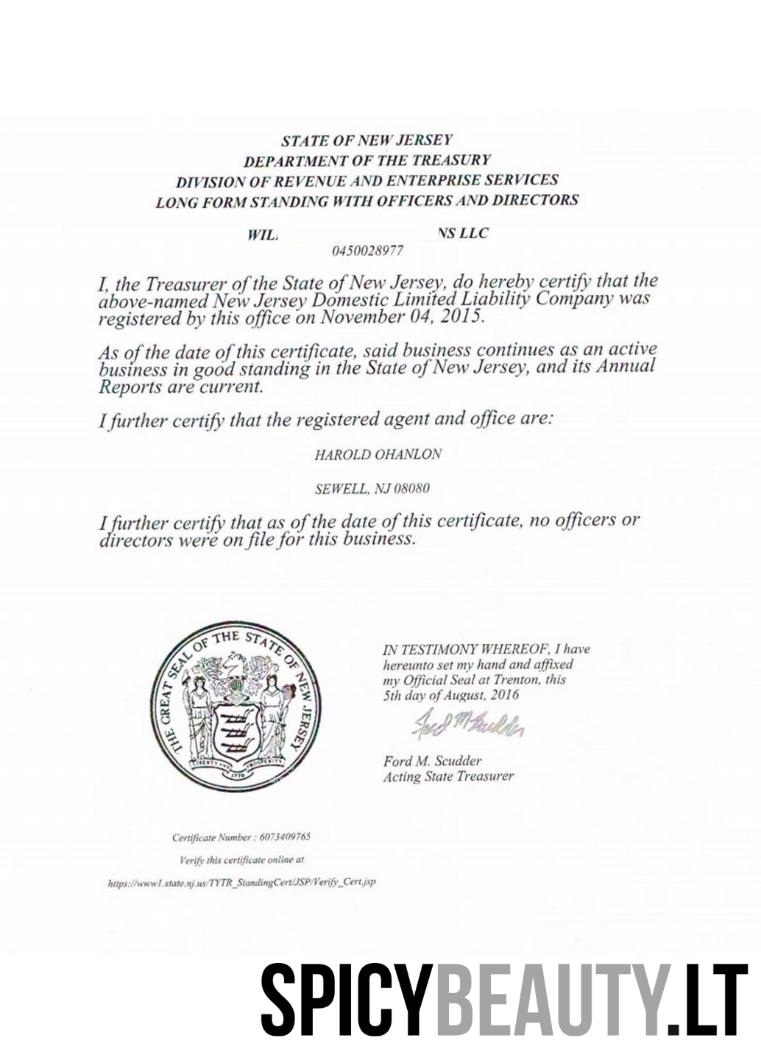 STATE OF NEW JERSEY
DEPARTMENT OF THE TREASURY
DIVISION OF REVENUE AND ENTERPRISE SERVICES
LONG FORM STANDING WITH OFFICERS AND DIRECTORS
WIL. NS LLC
0450028977
I, the Treasurer of the State of New Jersey, do hereby certify that the
above-named New Jersey Domestic Limited Liability Company was
registered by this office on November 04, 2015.
As of the date of this certificate, said business continues as an active
business in good standing in the State of New Jersey, and its Annual
Reports are current.
I further certify that the registered agent and office are:
HAROLD OHANLON
SEWELL, NJ 08080
I further certify that as of the date of this certificate, no officers or
directors were on file for this business.
THE GREAT SEAL OF THE STATE OF NEW JERSEY
LIBERTY AND PROSPERITY
1776
IN TESTIMONY WHEREOF, I have
hereunto set my hand and affixed
my Official Seal at Trenton, this
5th day of August, 2016
Ford M Scudder
Ford M. Scudder
Acting State Treasurer
Certificate Number : 6073409765
Verify this certificate online at
https://www1.state.nj.us/TYTR_StandingCert/JSP/Verify_Cert.jsp
SPICYBEAUTY.LT